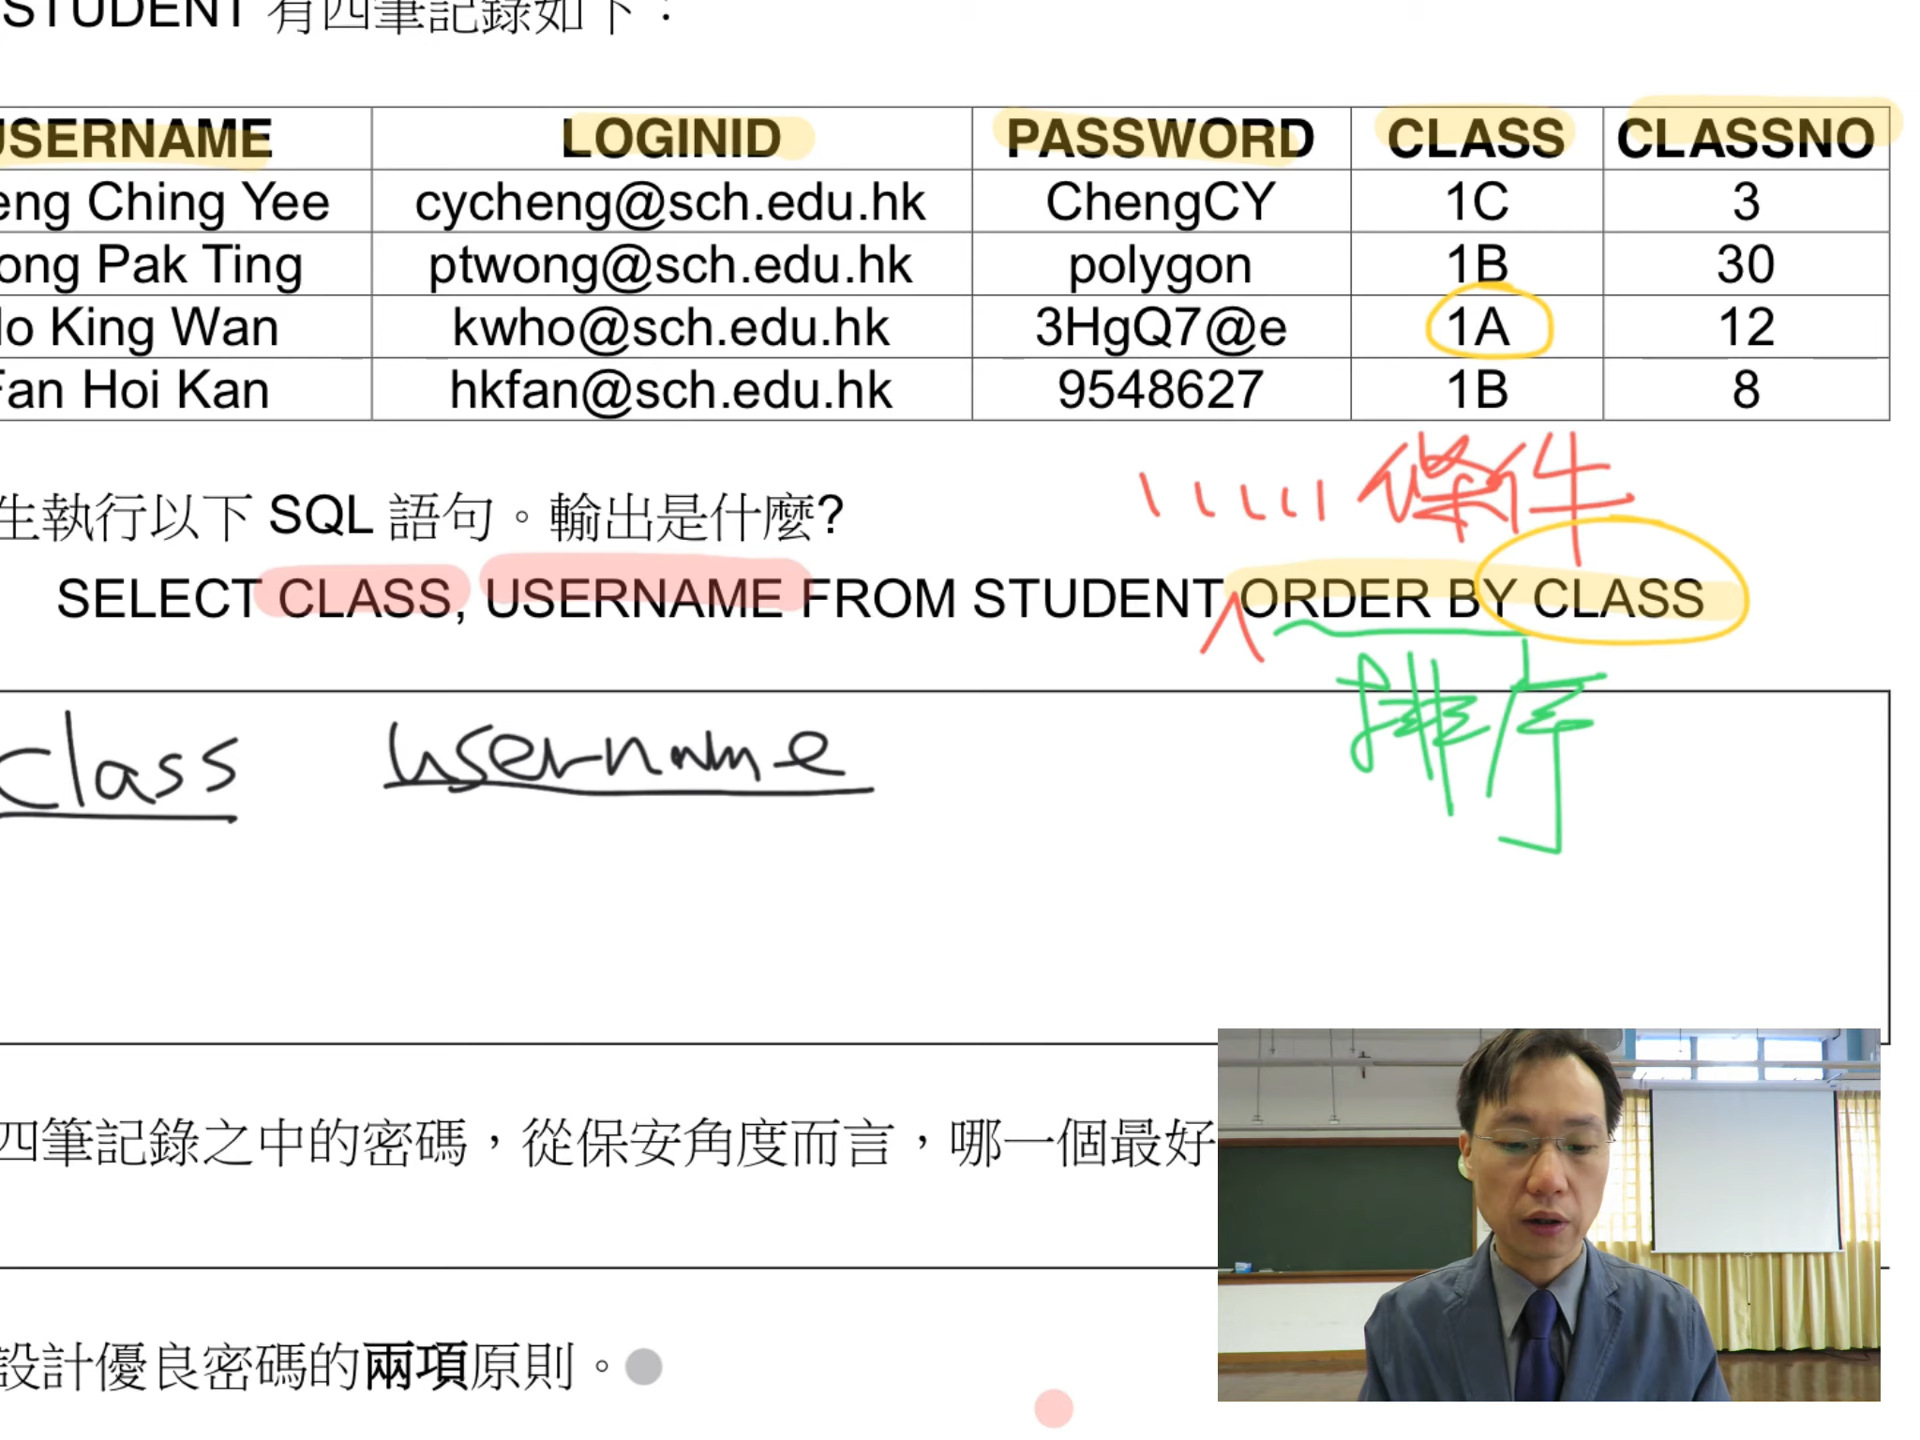 STUDENT 有四筆記錄如下：
USERNAME LOGINID PASSWORD CLASS CLASSNO
eng Ching Yee cycheng@sch.edu.hk ChengCY 1C 3
ong Pak Ting ptwong@sch.edu.hk polygon 1B 30
o King Wan kwho@sch.edu.hk 3HgQ7@e 1A 12
Fan Hoi Kan hkfan@sch.edu.hk 9548627 1B 8
條件
生執行以下 SQL 語句。輸出是什麼?
SELECT CLASS, USERNAME FROM STUDENT ORDER BY CLASS
排序
class username
四筆記錄之中的密碼，從保安角度而言，哪一個最好
設計優良密碼的兩項原則。